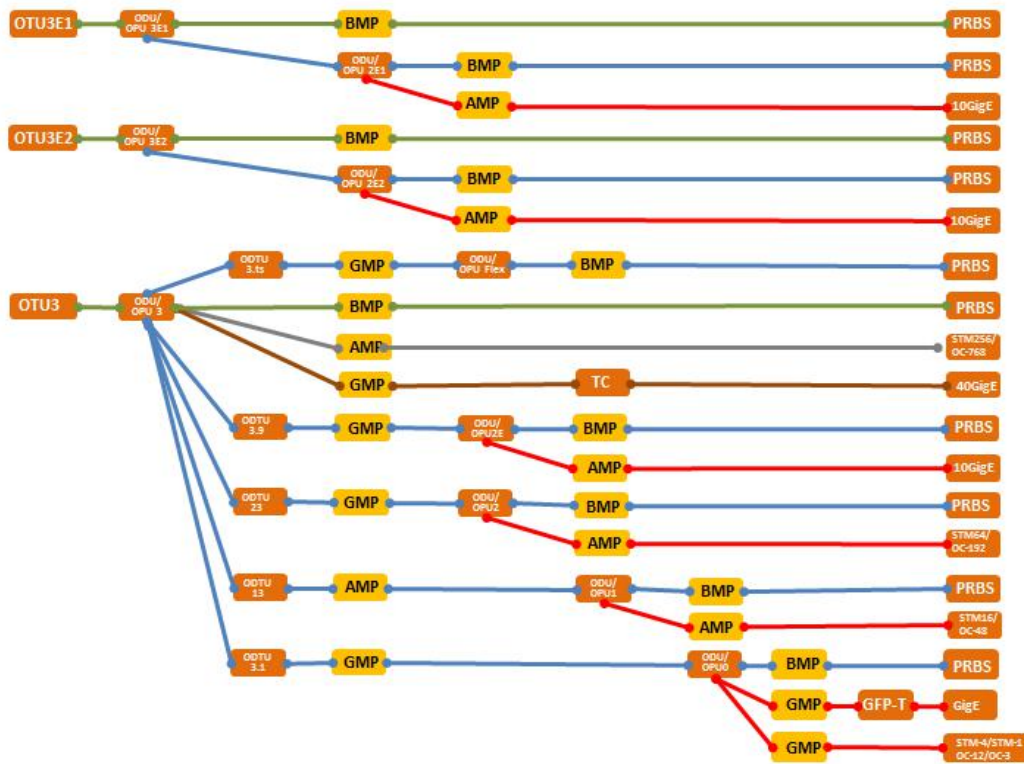 OTU3E1
ODU/
OPU 3E1
BMP
PRBS
ODU/
OPU 2E1
BMP
PRBS
AMP
10GigE
OTU3E2
ODU/
OPU 3E2
BMP
PRBS
ODU/
OPU 2E2
BMP
PRBS
AMP
10GigE
ODTU
3.ts
GMP
ODU/
OPU Flex
BMP
PRBS
OTU3
ODU/
OPU 3
BMP
PRBS
AMP
STM256/
OC-768
GMP
TC
40GigE
ODTU
3.9
GMP
ODU/
OPU2E
BMP
PRBS
AMP
10GigE
ODTU
23
GMP
ODU/
OPU2
BMP
PRBS
AMP
STM64/
OC-192
ODTU
13
AMP
ODU/
OPU1
BMP
PRBS
AMP
STM16/
OC-48
ODTU
3.1
GMP
ODU/
OPU0
BMP
PRBS
GMP
GFP-T
GigE
GMP
STM-4/STM-1
OC-12/OC-3